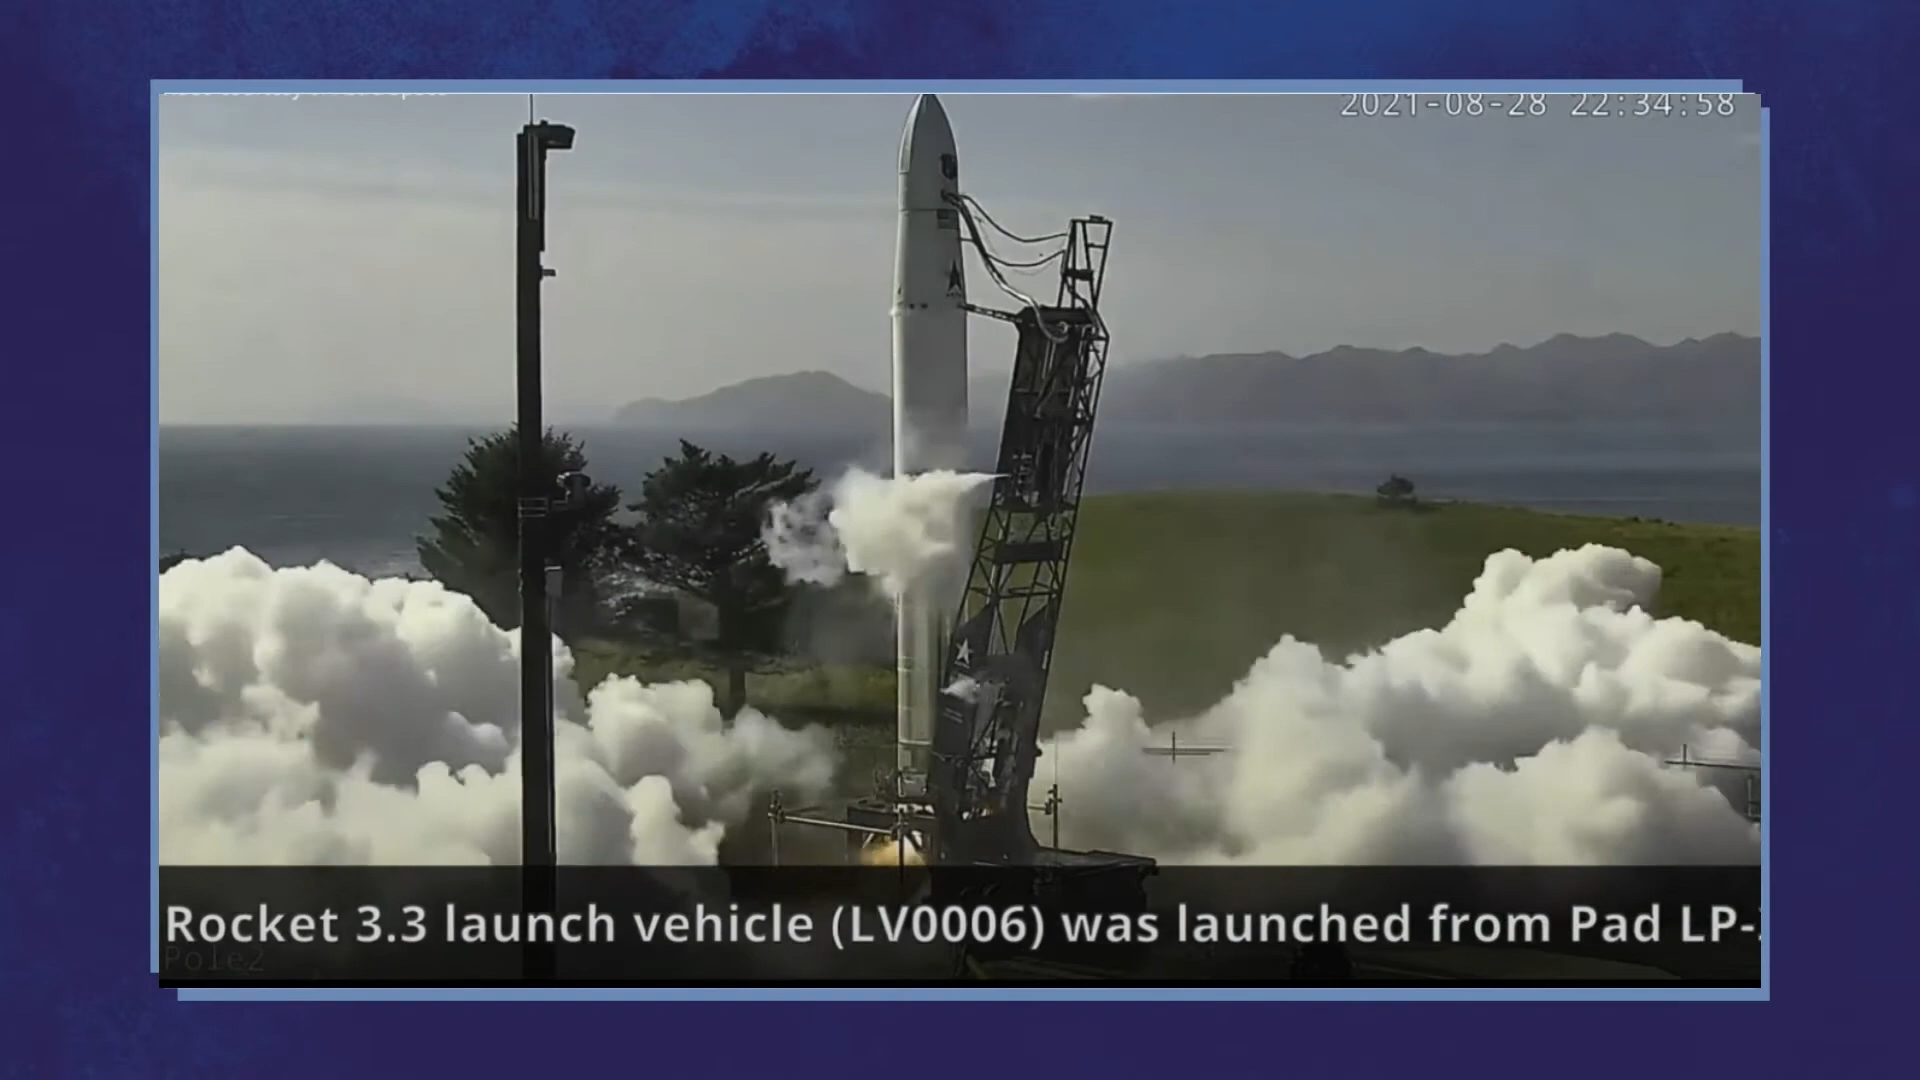 2021-08-28 22:34:58
Rocket 3.3 launch vehicle (LV0006) was launched from Pad LP-
Pole2